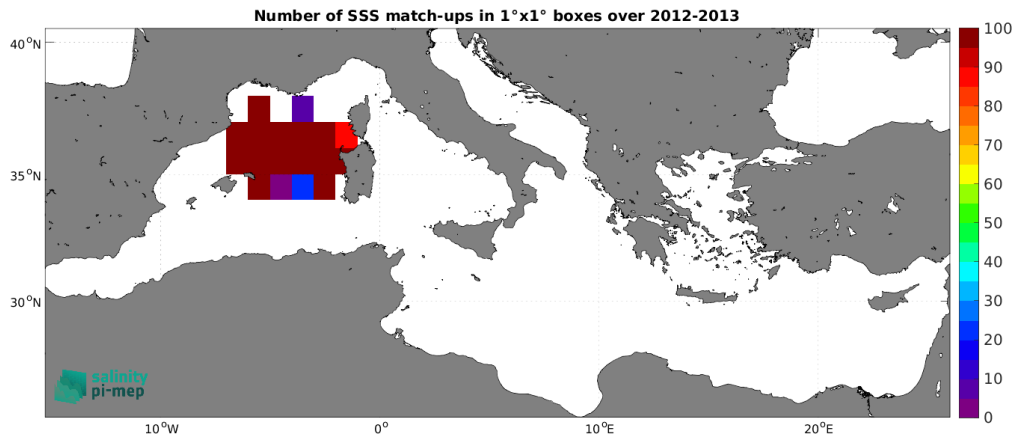 Number of SSS match-ups in 1°x1° boxes over 2012-2013
40°N
35°N
30°N
10°W
0°
10°E
20°E
100
90
80
70
60
50
40
30
20
10
0
salinity
pi-mep